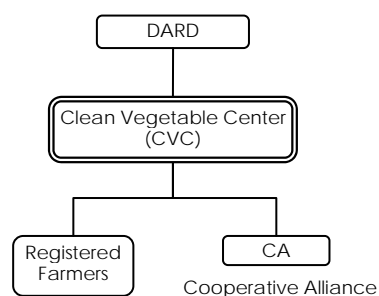 DARD
Clean Vegetable Center
(CVC)
Registered
Farmers
CA
Cooperative Alliance